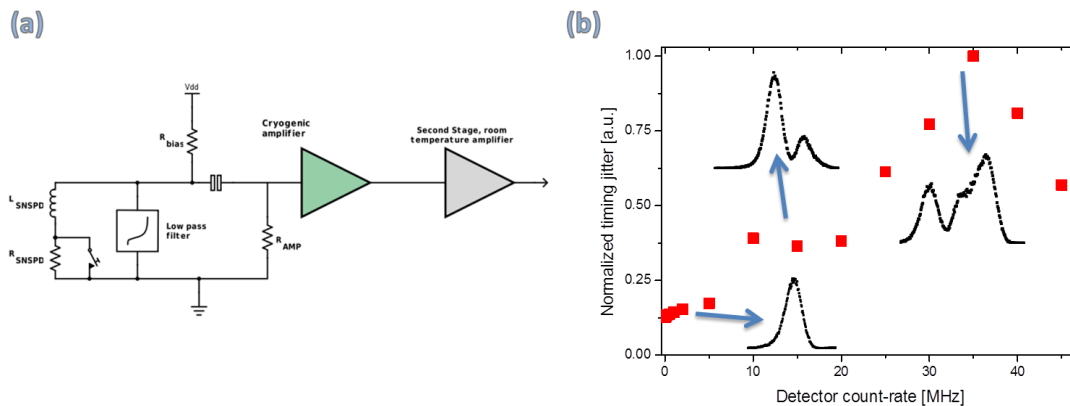 (a)
Vdd
R bias
Cryogenic
amplifier
Second Stage, room
temperature amplifier
L SNSPD
R SNSPD
Low pass
filter
R AMP
(b)
Normalized timing jitter [a.u.]
1.00
0.75
0.50
0.25
0.00
0 10 20 30 40
Detector count-rate [MHz]